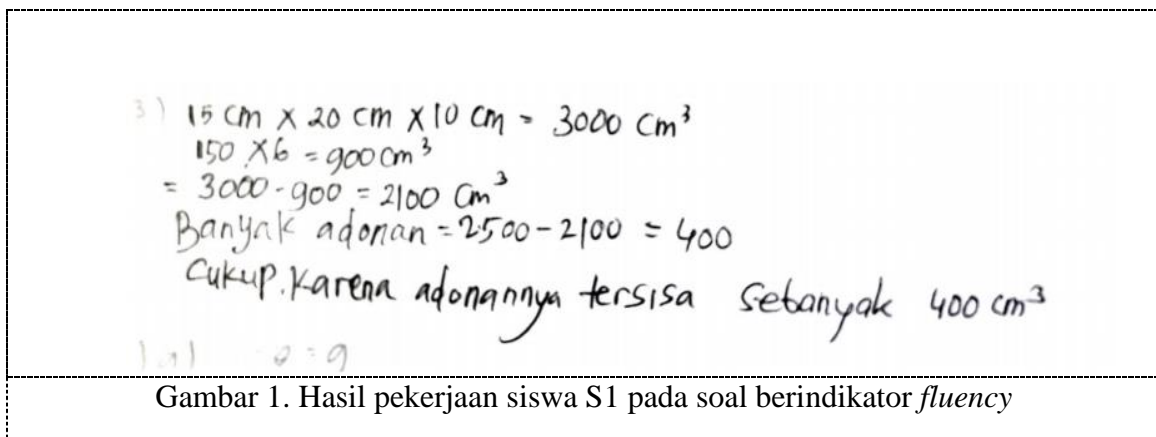 3) 15 cm × 20 cm × 10 cm = 3000 cm³
150 × 6 = 900 cm³
= 3000 - 900 = 2100 cm³
Banyak adonan = 2500 - 2100 = 400
Cukup. Karena adonannya tersisa sebanyak 400 cm³
Gambar 1. Hasil pekerjaan siswa S1 pada soal berindikator fluency